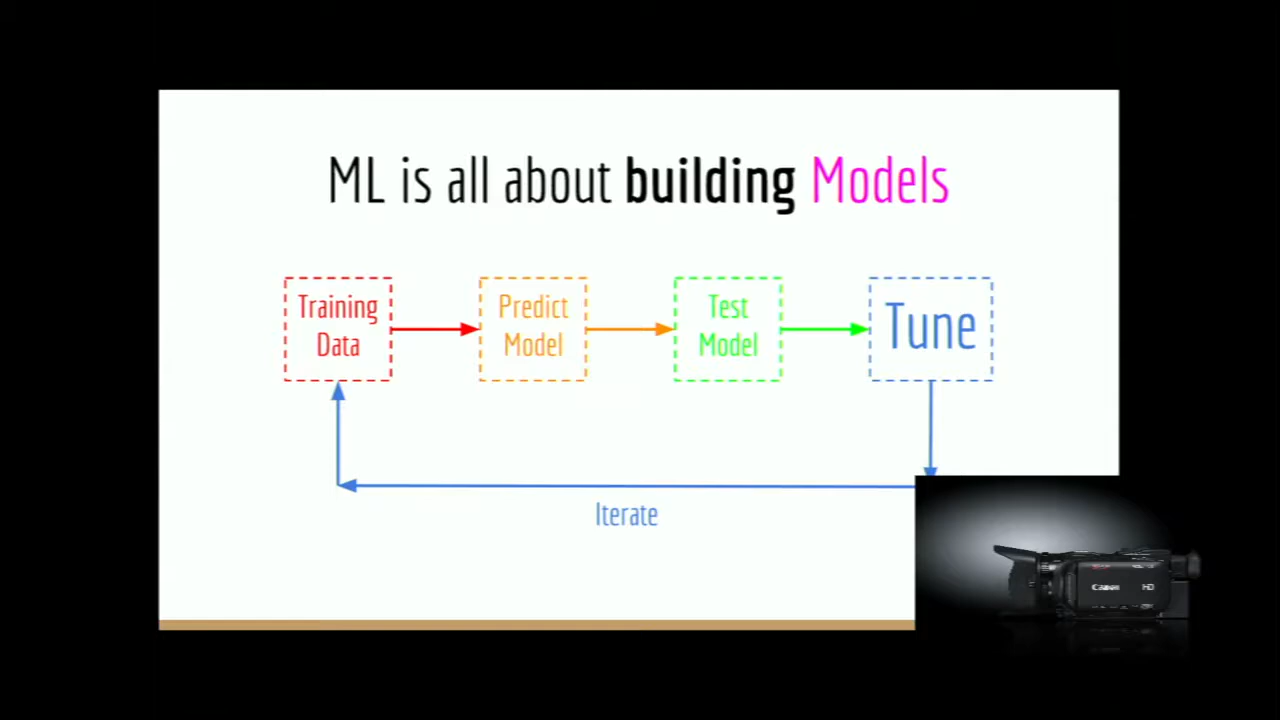 ML is all about building Models
Training
Data
Predict
Model
Test
Model
Tune
Iterate
Canon
HD